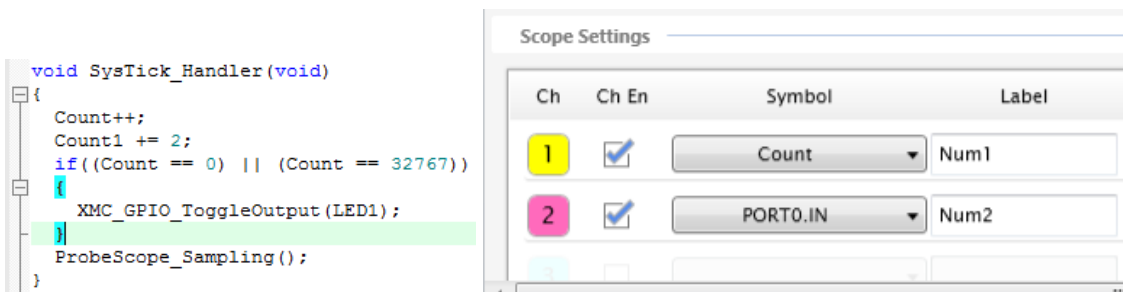 void SysTick_Handler(void)
{
Count++;
Count1 += 2;
if((Count == 0) || (Count == 32767))
{
XMC_GPIO_ToggleOutput(LED1);
}
ProbeScope_Sampling();
}
Scope Settings
Ch Ch En Symbol Label
1 Count Num1
2 PORT0.IN Num2
3